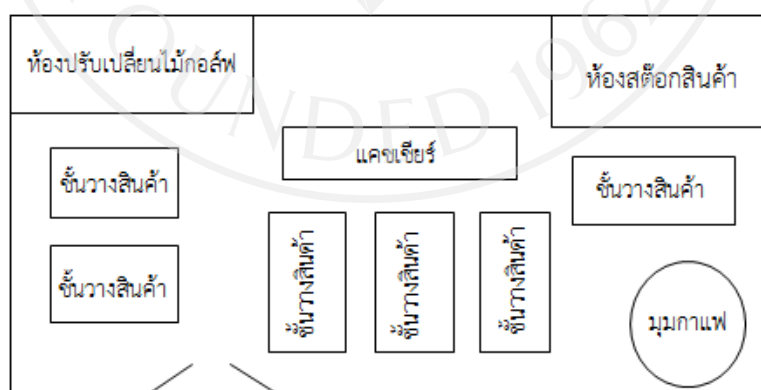 ห้องปรับเปลี่ยนไม้กอล์ฟ
ห้องสต๊อกสินค้า
แคชเชียร์
ชั้นวางสินค้า
ชั้นวางสินค้า
ชั้นวางสินค้า
ชั้นวางสินค้า
ชั้นวางสินค้า
ชั้นวางสินค้า
มุมกาแฟ
OUNDED 1962